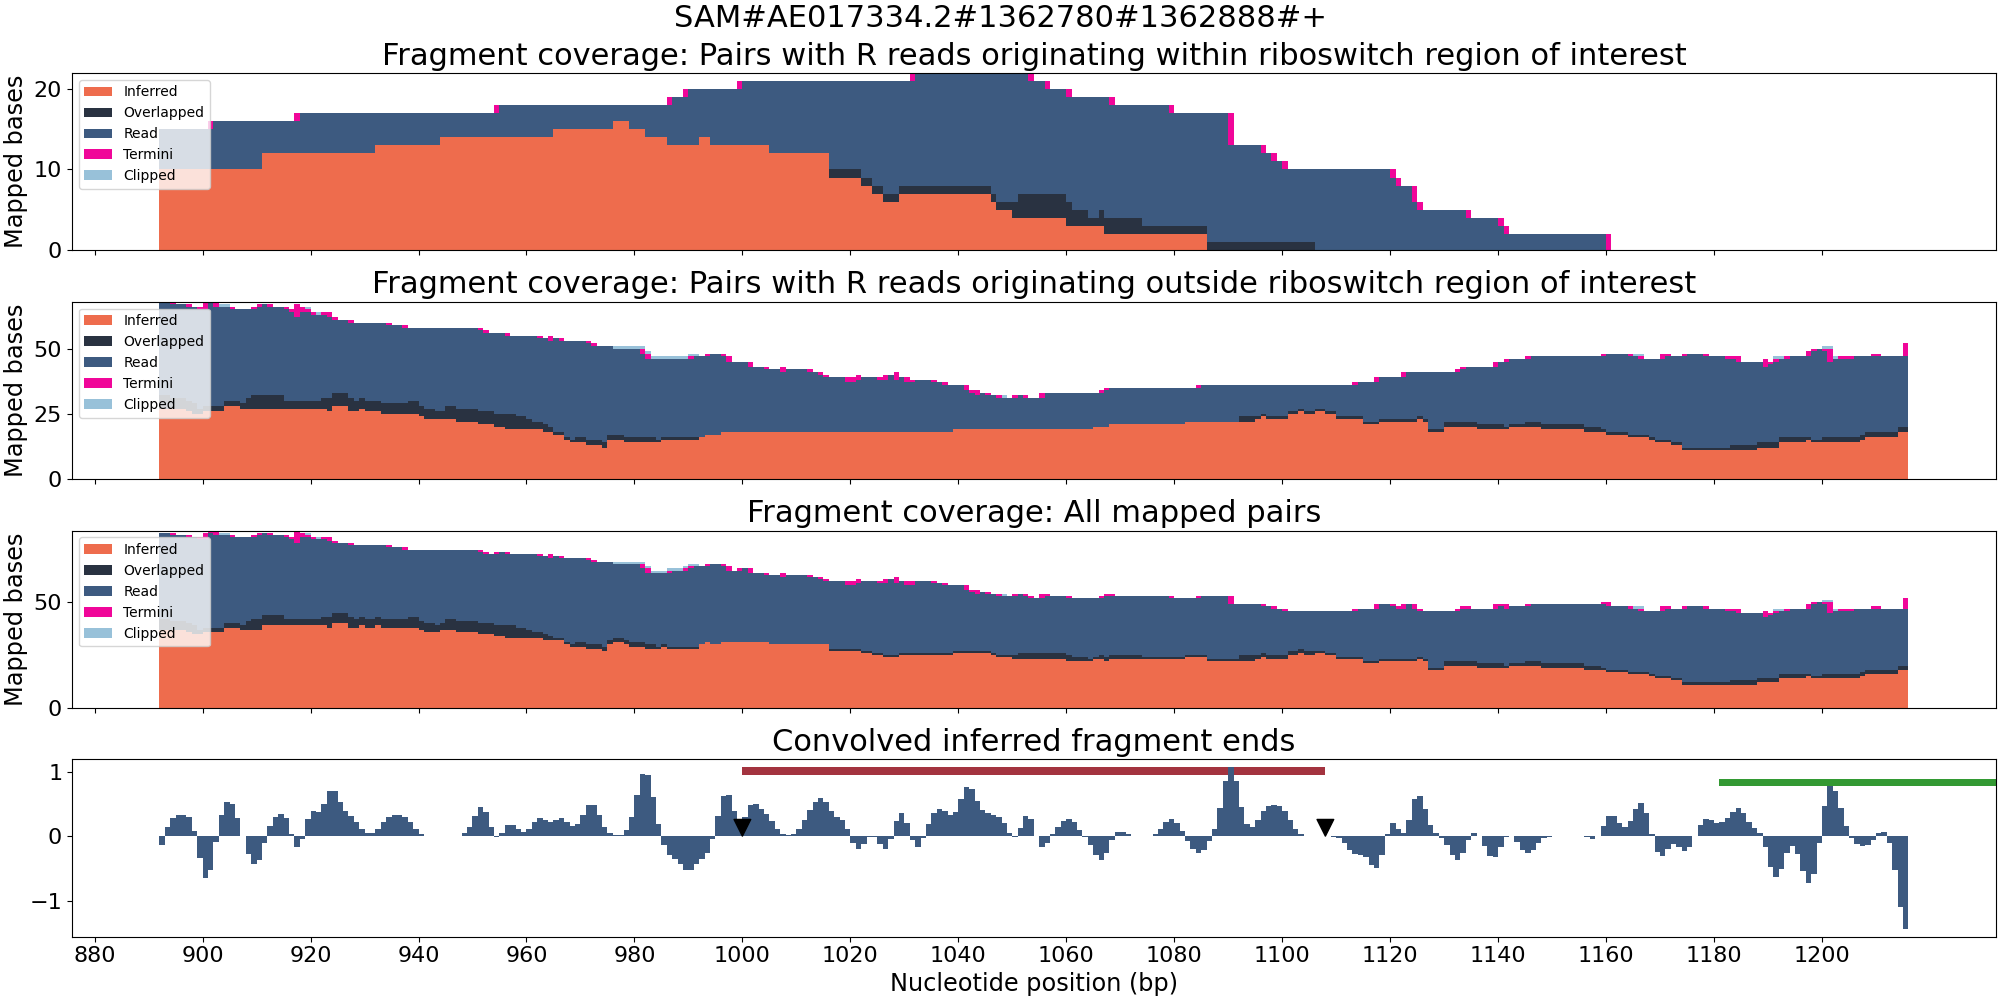 SAM#AE017334.2#1362780#1362888#+
Fragment coverage: Pairs with R reads originating within riboswitch region of interest
Mapped bases
20
10
0
Inferred
Overlapped
Read
Termini
Clipped
Fragment coverage: Pairs with R reads originating outside riboswitch region of interest
Mapped bases
50
25
0
Inferred
Overlapped
Read
Termini
Clipped
Fragment coverage: All mapped pairs
Mapped bases
50
0
Inferred
Overlapped
Read
Termini
Clipped
Convolved inferred fragment ends
1
0
−1
880 900 920 940 960 980 1000 1020 1040 1060 1080 1100 1120 1140 1160 1180 1200
Nucleotide position (bp)